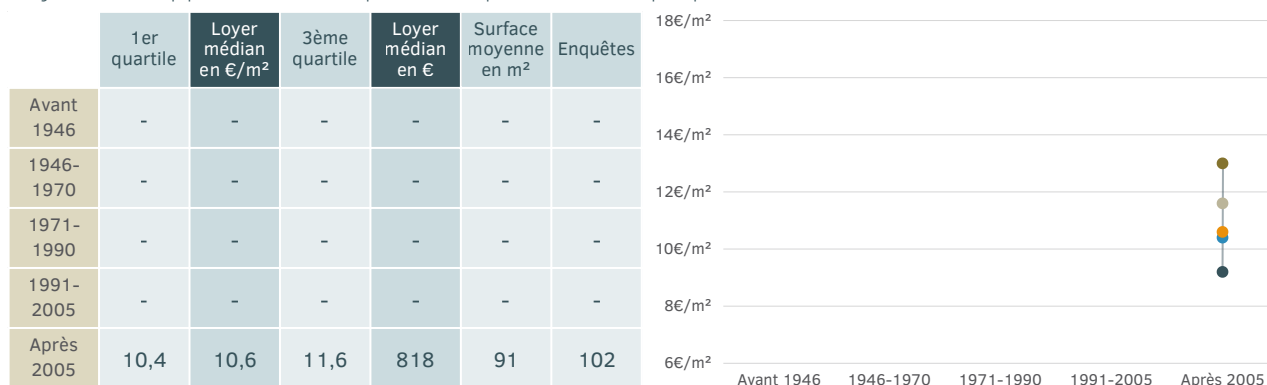 1er
quartile
Loyer
médian
en €/m²
3ème
quartile
Loyer
médian
en €
Surface
moyenne
en m²
Enquêtes
Avant
1946
-
-
-
-
-
-
1946-
1970
-
-
-
-
-
-
1971-
1990
-
-
-
-
-
-
1991-
2005
-
-
-
-
-
-
Après
2005
10,4
10,6
11,6
818
91
102
18€/m²
16€/m²
14€/m²
12€/m²
10€/m²
8€/m²
6€/m²
Avant 1946
1946-1970
1971-1990
1991-2005
Après 2005